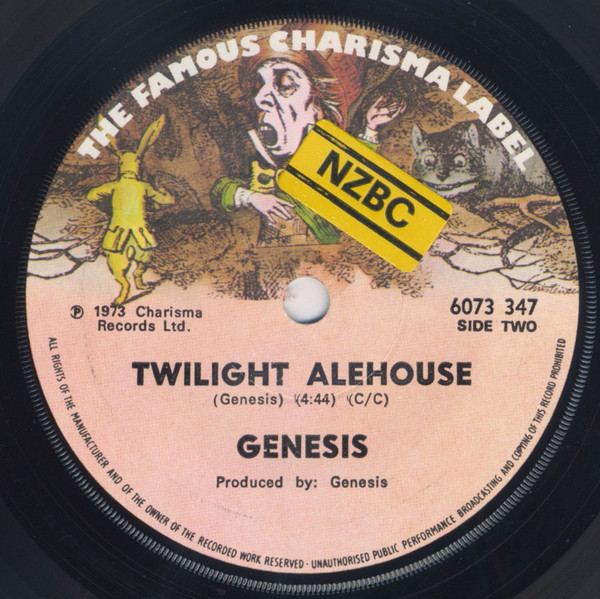 THE FAMOUS CHARISMA LABEL
NZBC
℗ 1973 Charisma
Records Ltd.
6073 347
SIDE TWO
TWILIGHT ALEHOUSE
(Genesis) (4:44) (C/C)
GENESIS
Produced by: Genesis
ALL RIGHTS OF THE MANUFACTURER AND OF THE OWNER OF THE RECORDED WORK RESERVED · UNAUTHORISED PUBLIC PERFORMANCE BROADCASTING AND COPYING OF THIS RECORD PROHIBITED